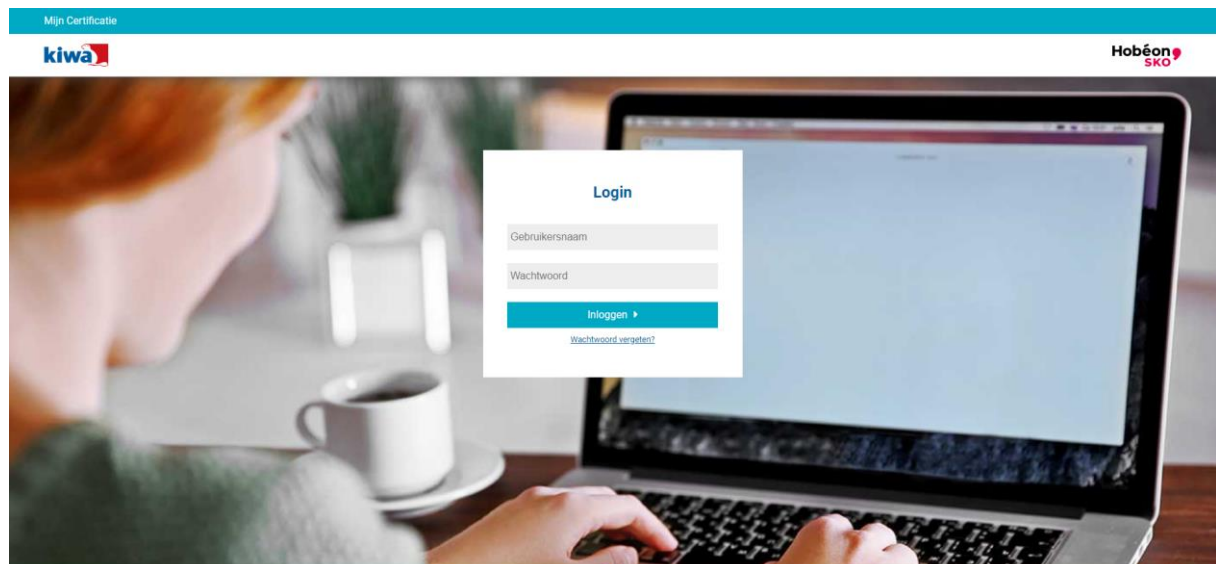 Mijn Certificatie
kiwa
Hobéon
SKO
Login
Gebruikersnaam
Wachtwoord
Inloggen
Wachtwoord vergeten?